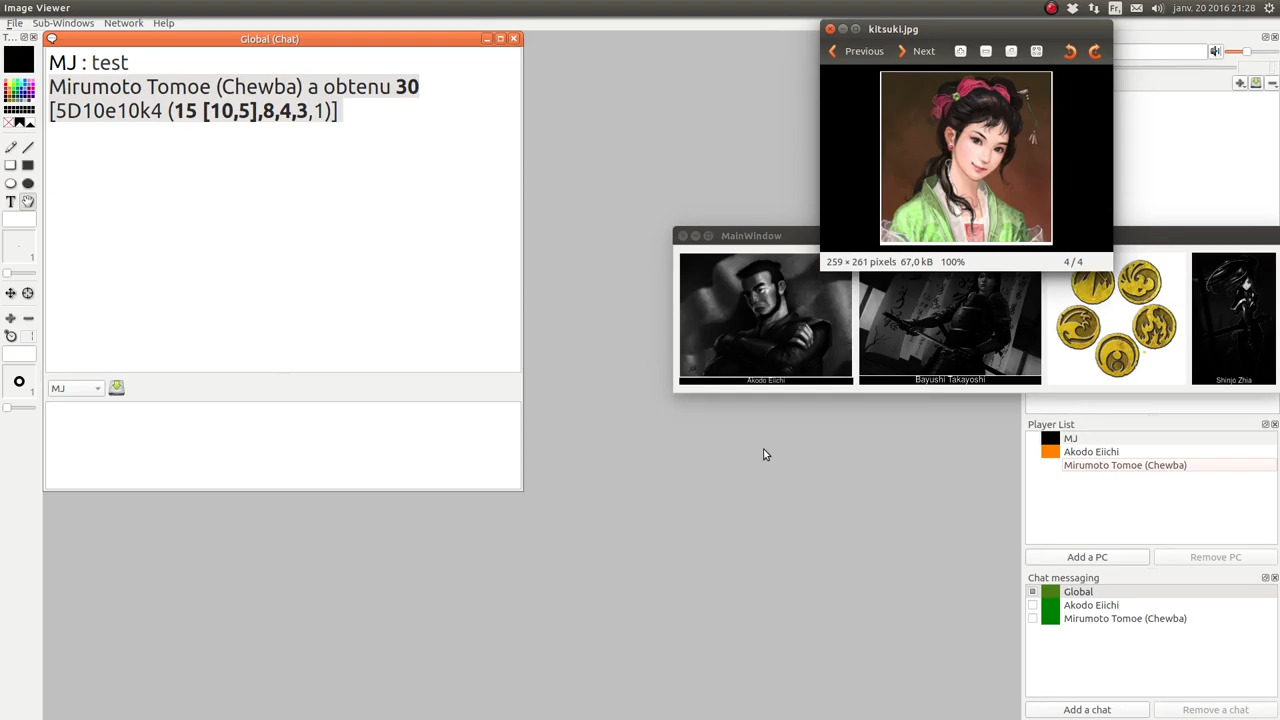 Image Viewer
Fr₁
janv. 20 2016 21:28
File Sub-Windows Network Help
T...
Global (Chat)
MJ : test
Mirumoto Tomoe (Chewba) a obtenu 30
[5D10e10k4 (15 [10,5],8,4,3,1)]
MJ
T
1
1
kitsuki.jpg
Previous Next
259 × 261 pixels 67,0 kB 100% 4 / 4
MainWindow
Akodo Eiichi
Bayushi Takayoshi
Shinjo Zhia
Player List
MJ
Akodo Eiichi
Mirumoto Tomoe (Chewba)
Add a PC Remove PC
Chat messaging
Global
Akodo Eiichi
Mirumoto Tomoe (Chewba)
Add a chat Remove a chat